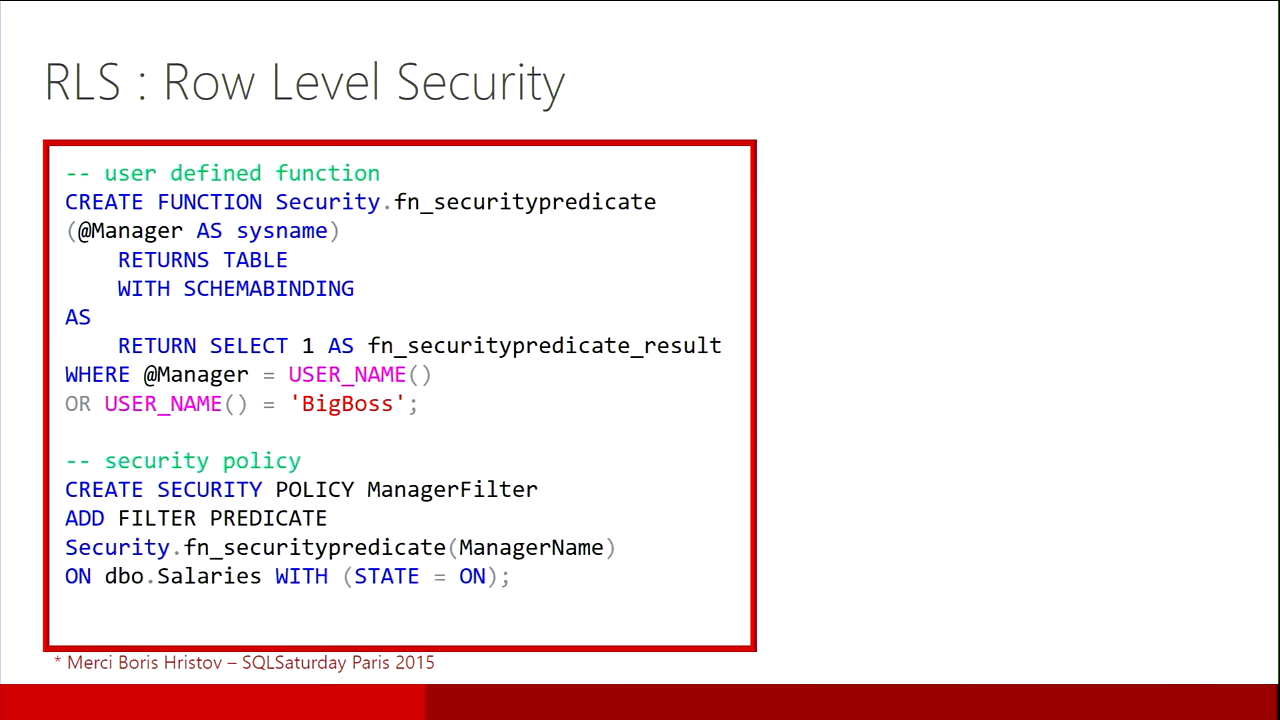 RLS : Row Level Security
-- user defined function
CREATE FUNCTION Security.fn_securitypredicate
(@Manager AS sysname)
RETURNS TABLE
WITH SCHEMABINDING
AS
RETURN SELECT 1 AS fn_securitypredicate_result
WHERE @Manager = USER_NAME()
OR USER_NAME() = 'BigBoss';
-- security policy
CREATE SECURITY POLICY ManagerFilter
ADD FILTER PREDICATE
Security.fn_securitypredicate(ManagerName)
ON dbo.Salaries WITH (STATE = ON);
* Merci Boris Hristov – SQLSaturday Paris 2015